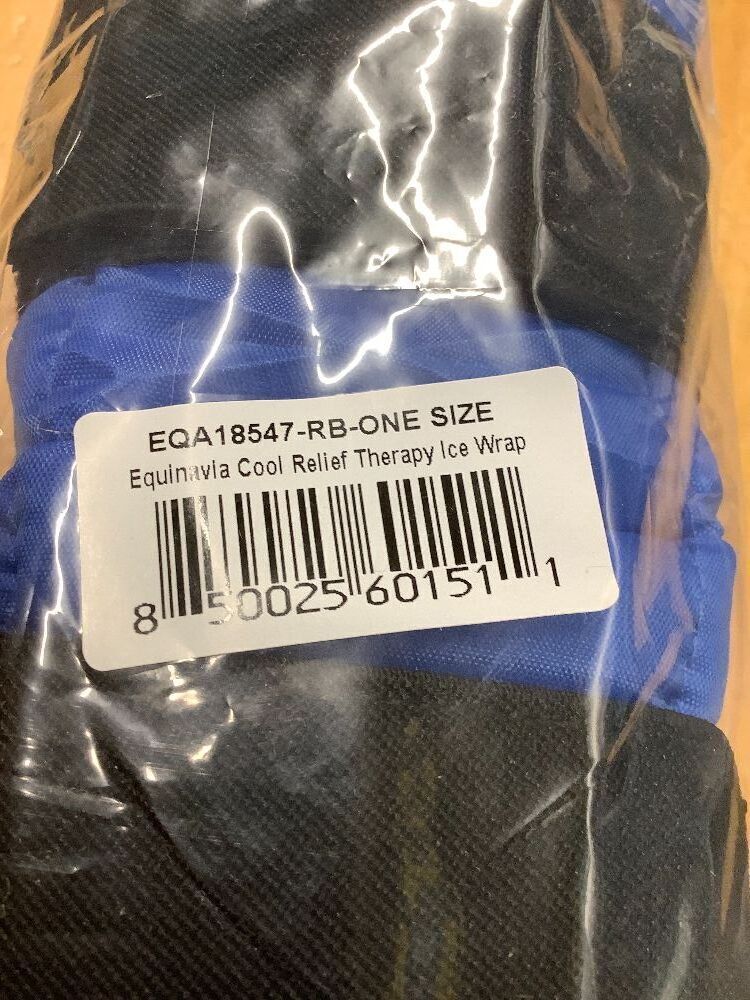 EQA18547-RB-ONE SIZE
Equinavia Cool Relief Therapy Ice Wrap
8 50025 60151 1